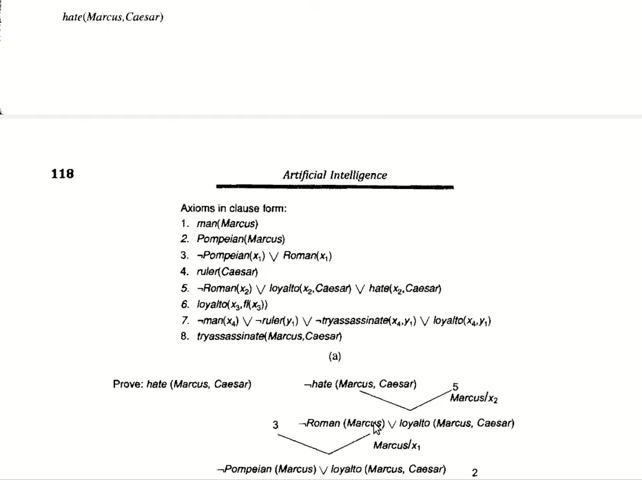 hate(Marcus,Caesar)
118
Artificial Intelligence
Axioms in clause form:
1. man(Marcus)
2. Pompeian(Marcus)
3. ¬Pompeian(x₁) ∨ Roman(x₁)
4. ruler(Caesar)
5. ¬Roman(x₂) ∨ loyalto(x₂,Caesar) ∨ hate(x₂,Caesar)
6. loyalto(x₃,fl(x₃))
7. ¬man(x₄) ∨ ¬ruler(y₁) ∨ ¬tryassassinate(x₄,y₁) ∨ loyalto(x₄,y₁)
8. tryassassinate(Marcus,Caesar)
(a)
Prove: hate (Marcus, Caesar) ¬hate (Marcus, Caesar) 5
Marcus/x₂
3 ¬Roman (Marcus) ∨ loyalto (Marcus, Caesar)
Marcus/x₁
¬Pompeian (Marcus) ∨ loyalto (Marcus, Caesar) 2